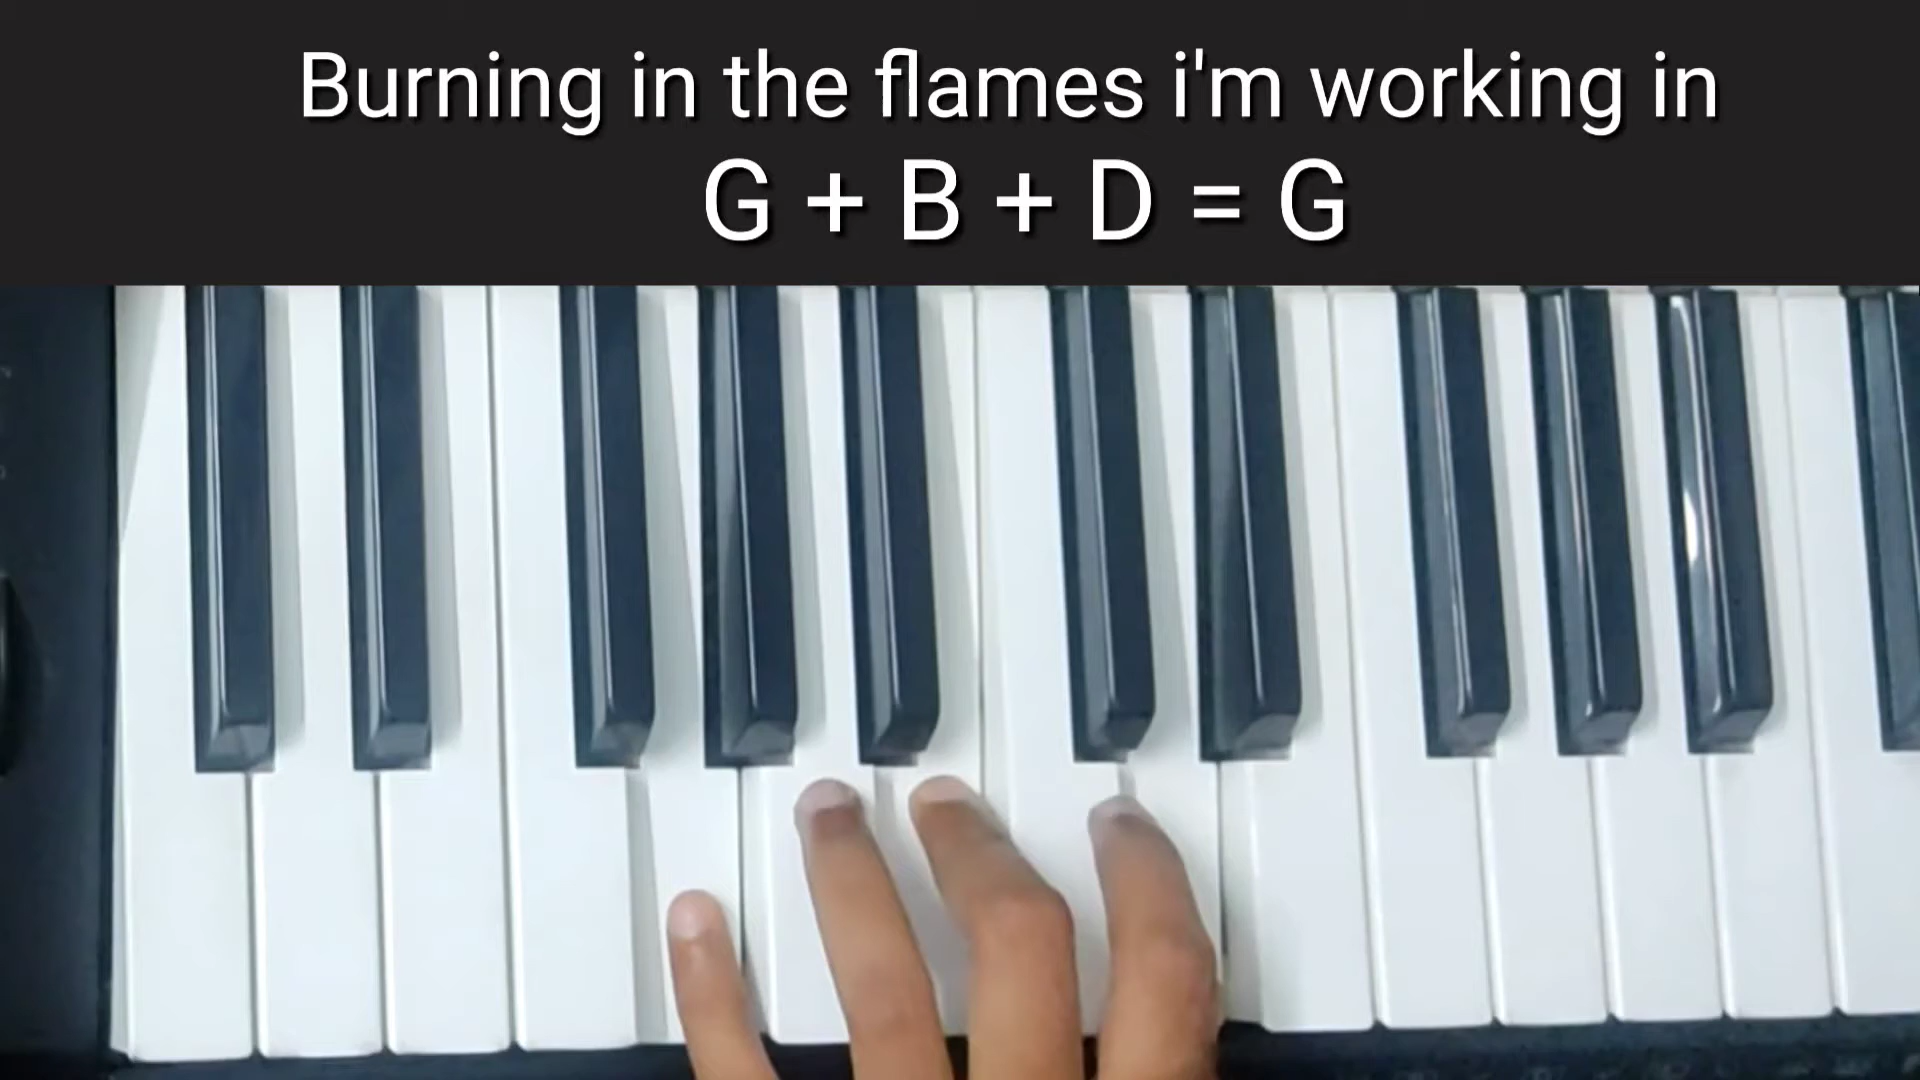 Burning in the flames i'm working in
G + B + D = G